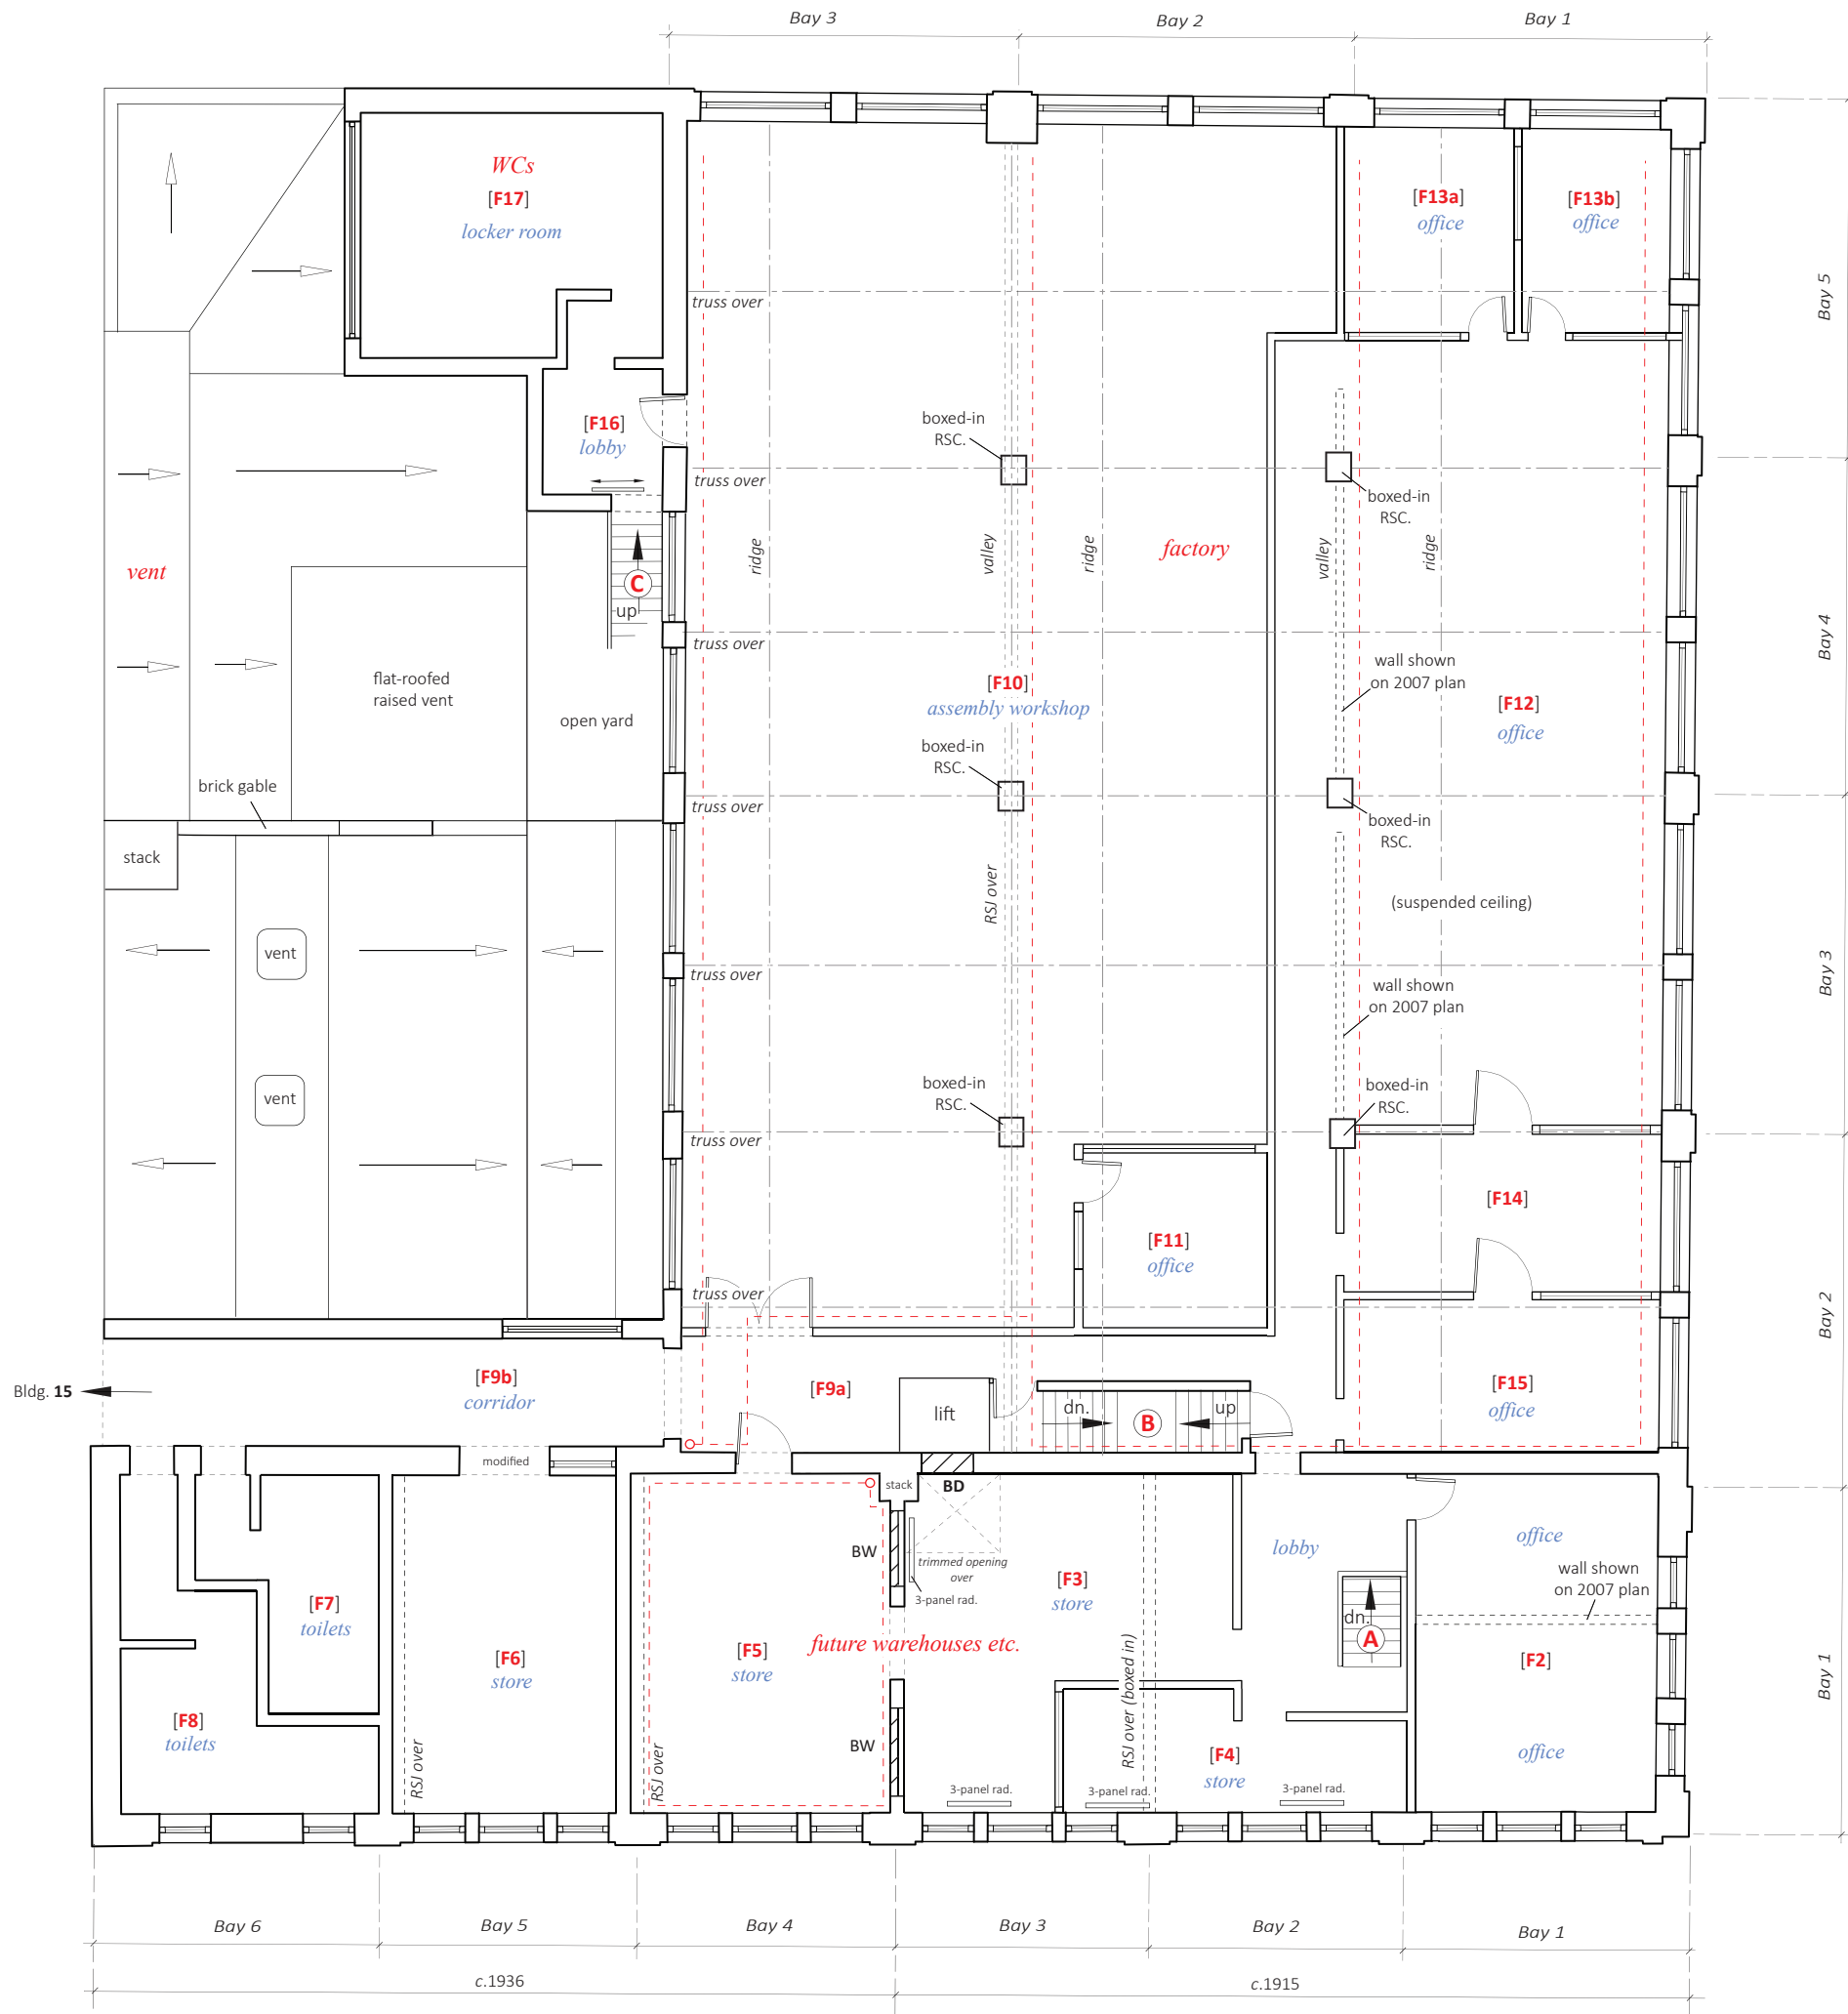 Bay 3
Bay 2
Bay 1
WCs
[F17]
locker room
[F13a]
office
[F13b]
office
Bay 5
truss over
boxed-in
RSC.
[F16]
lobby
truss over
boxed-in
RSC.
ridge
valley
ridge
factory
valley
ridge
vent
C
up
truss over
Bay 4
wall shown
on 2007 plan
flat-roofed
raised vent
[F10]
assembly workshop
[F12]
office
open yard
boxed-in
RSC.
brick gable
truss over
boxed-in
RSC.
stack
RSJ over
(suspended ceiling)
vent
truss over
Bay 3
wall shown
on 2007 plan
vent
boxed-in
RSC.
boxed-in
RSC.
truss over
[F14]
[F11]
office
truss over
Bay 2
[F9b]
corridor
Bldg. 15
[F9a]
lift
dn.
B
up
[F15]
office
modified
stack
BD
BW
trimmed opening
over
3-panel rad.
[F3]
store
lobby
office
wall shown
on 2007 plan
[F7]
toilets
dn.
A
future warehouses etc.
[F5]
store
[F6]
store
[F2]
Bay 1
[F8]
toilets
RSJ over
RSJ over
BW
RSJ over (boxed in)
[F4]
store
office
3-panel rad.
3-panel rad.
3-panel rad.
Bay 6
Bay 5
Bay 4
Bay 3
Bay 2
Bay 1
c.1936
c.1915